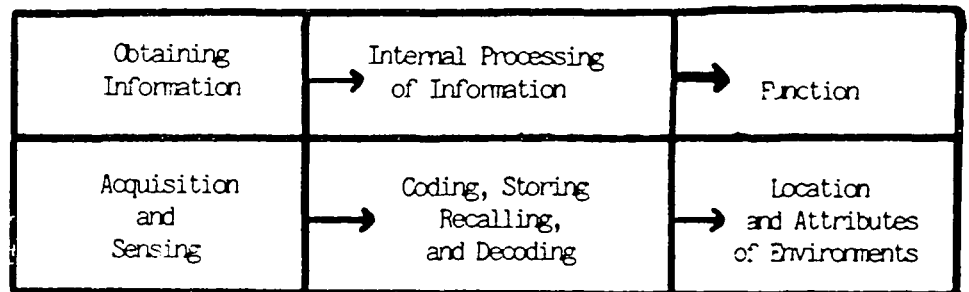 Obtaining
Information
Internal Processing
of Information
Function
Acquisition
and
Sensing
Coding, Storing
Recalling,
and Decoding
Location
and Attributes
of Environments